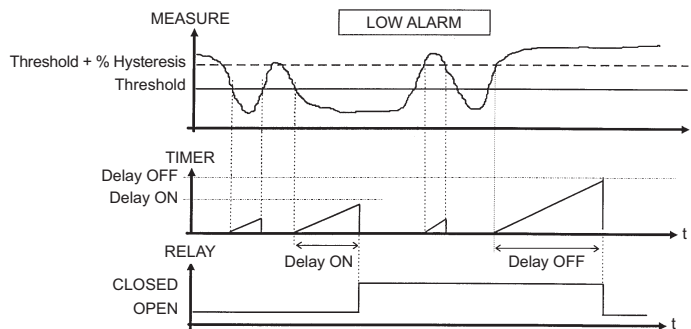 MEASURE
LOW ALARM
Threshold + % Hysteresis
Threshold
t
TIMER
Delay OFF
Delay ON
t
Delay ON
Delay OFF
RELAY
CLOSED
OPEN
t